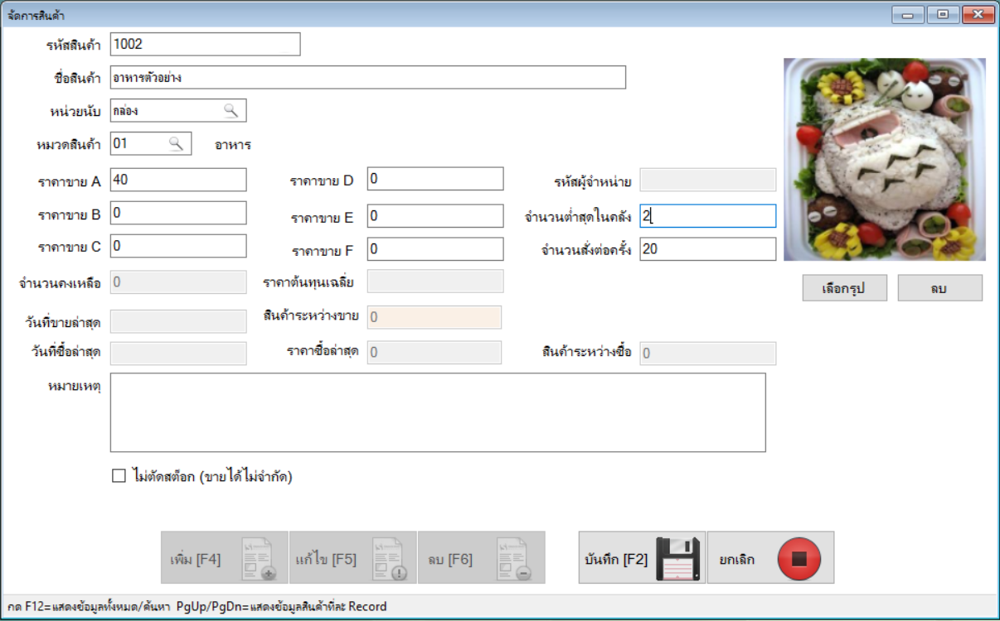 จัดการสินค้า
รหัสสินค้า 1002
ชื่อสินค้า อาหารตัวอย่าง
หน่วยนับ กล่อง
หมวดสินค้า 01 อาหาร
ราคาขาย A 40 ราคาขาย D 0 รหัสผู้จำหน่าย
ราคาขาย B 0 ราคาขาย E 0 จำนวนต่ำสุดในคลัง 2
ราคาขาย C 0 ราคาขาย F 0 จำนวนสั่งต่อครั้ง 20
จำนวนคงเหลือ 0 ราคาต้นทุนเฉลี่ย เลือกรูป ลบ
วันที่ขายล่าสุด สินค้าระหว่างขาย 0
วันที่ซื้อล่าสุด ราคาซื้อล่าสุด 0 สินค้าระหว่างซื้อ 0
หมายเหตุ
ไม่ตัดสต็อก (ขายได้ไม่จำกัด)
เพิ่ม [F4] แก้ไข [F5] ลบ [F6] บันทึก [F2] ยกเลิก
กด F12=แสดงข้อมูลทั้งหมด/ค้นหา PgUp/PgDn=แสดงข้อมูลสินค้าทีละ Record